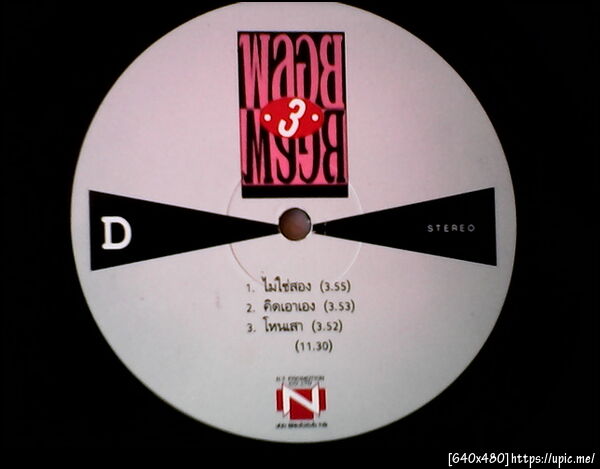 3
D
STEREO
1. ไม่ใช่สอง (3.55)
2. คิดเอาเอง (3.53)
3. โหนเสา (3.52)
(11.30)
N
[640x480]https://upic.me/